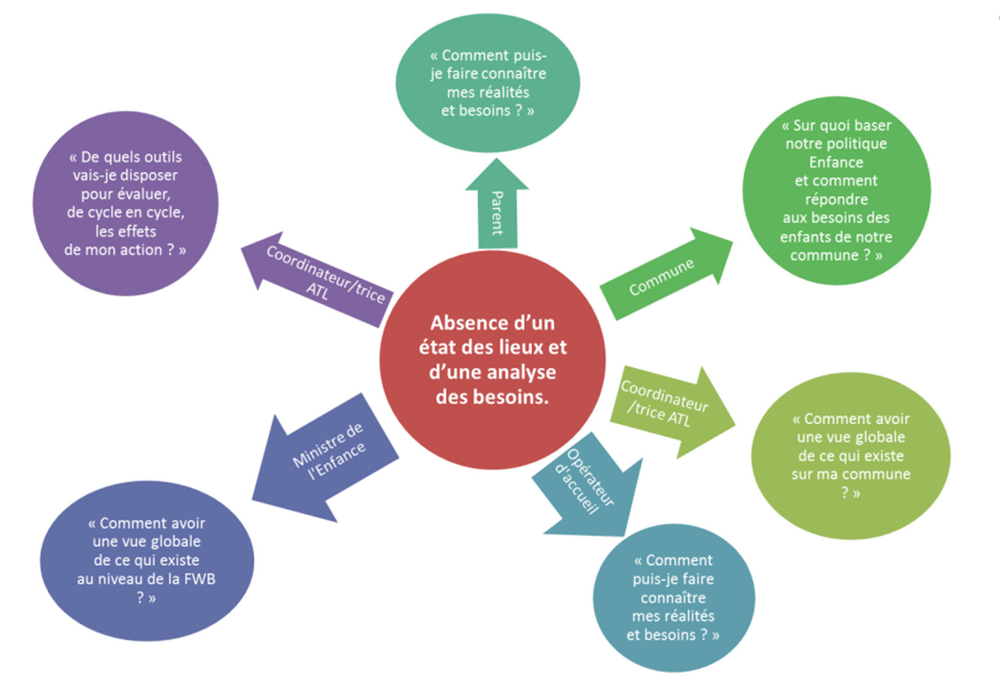 « Comment puis-
je faire connaître
mes réalités
et besoins ? »
Parent
« Sur quoi baser
notre politique
Enfance
et comment
répondre
aux besoins des
enfants de notre
commune ? »
Commune
« De quels outils
vais-je disposer
pour évaluer,
de cycle en cycle,
les effets
de mon action ? »
Coordinateur/trice
ATL
Absence d’un
état des lieux et
d’une analyse
des besoins.
Coordinateur
/trice ATL
« Comment avoir
une vue globale
de ce qui existe
sur ma commune
? »
Opérateur
d'accueil
« Comment
puis-je faire
connaître
mes réalités
et besoins ? »
Ministre de
l'Enfance
« Comment avoir
une vue globale
de ce qui existe
au niveau de la FWB
? »